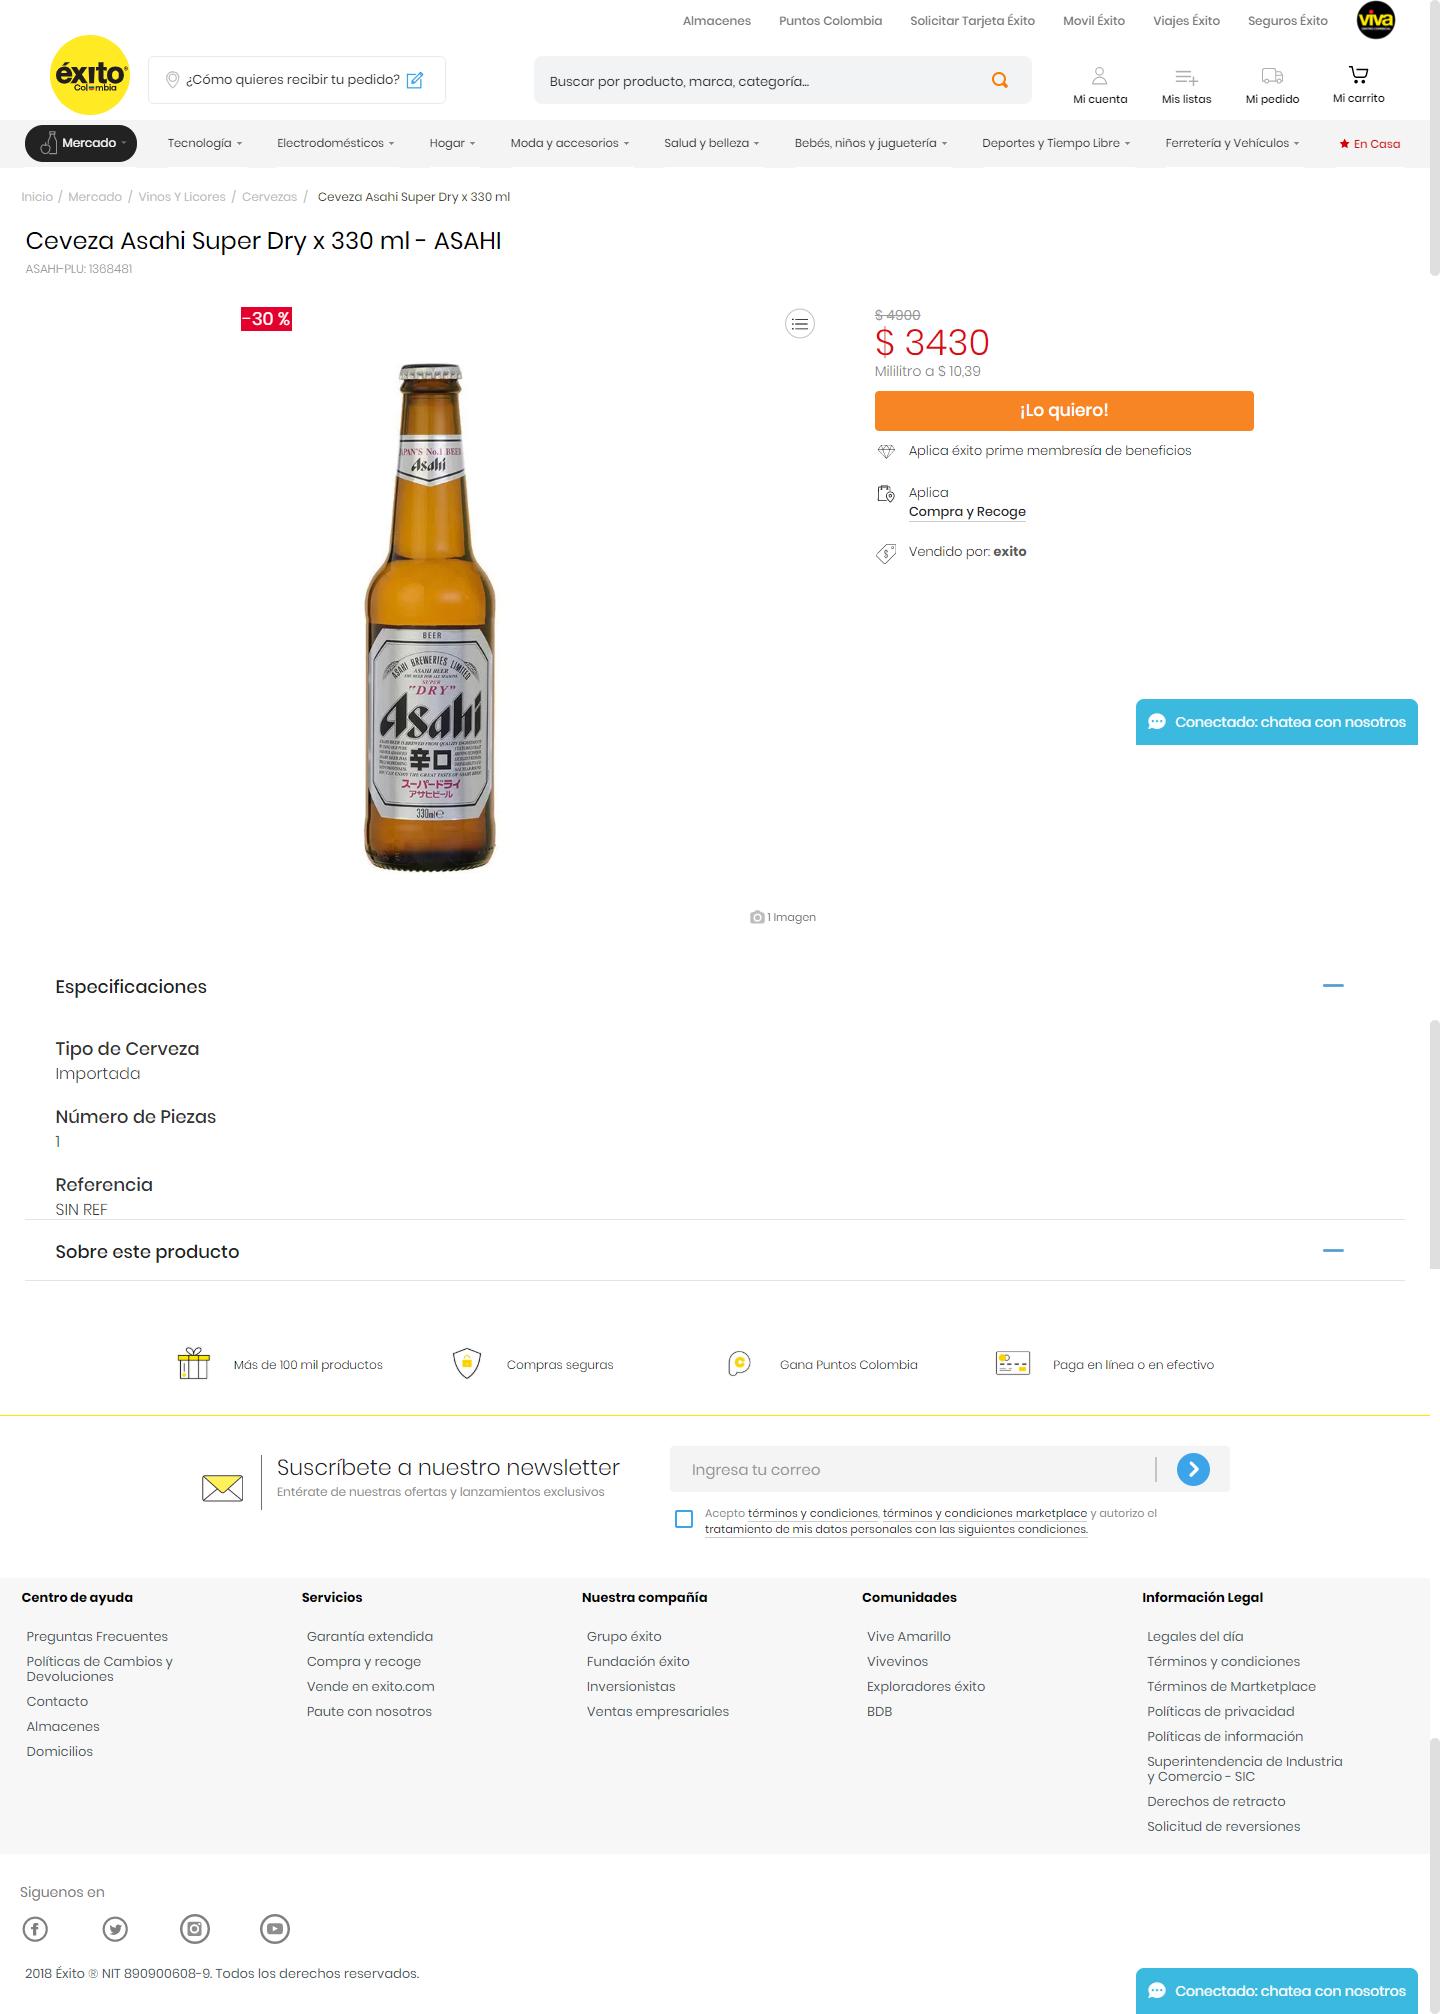 Almacenes Puntos Colombia Solicitar Tarjeta Éxito Movil Éxito Viajes Éxito Seguros Éxito viva
éxito
Colombia
¿Cómo quieres recibir tu pedido?
Buscar por producto, marca, categoría...
Mi cuenta Mis listas Mi pedido Mi carrito
Mercado Tecnología Electrodomésticos Hogar Moda y accesorios Salud y belleza Bebés, niños y juguetería Deportes y Tiempo Libre Ferretería y Vehículos En Casa
Inicio / Mercado / Vinos Y Licores / Cervezas / Ceveza Asahi Super Dry x 330 ml
Ceveza Asahi Super Dry x 330 ml - ASAHI
ASAHI-PLU: 1368481
-30 %
JAPAN'S No.1 BEER
Asahi
BEER
ASAHI BREWERIES LIMITED
ASAHI BEER
THE BEER FOR ALL SEASONS
SUPER
"DRY"
Asahi
辛口
スーパードライ
アサヒビール
330ml e
$ 4900
$ 3430
Mililitro a $ 10,39
¡Lo quiero!
Aplica éxito prime membresía de beneficios
Aplica
Compra y Recoge
Vendido por: exito
Conectado: chatea con nosotros
1 Imagen
Especificaciones
Tipo de Cerveza
Importada
Número de Piezas
1
Referencia
SIN REF
Sobre este producto
Más de 100 mil productos Compras seguras Gana Puntos Colombia Paga en línea o en efectivo
Suscríbete a nuestro newsletter
Entérate de nuestras ofertas y lanzamientos exclusivos
Ingresa tu correo
Acepto términos y condiciones, términos y condiciones marketplace y autorizo el
tratamiento de mis datos personales con las siguientes condiciones.
Centro de ayuda
Preguntas Frecuentes
Políticas de Cambios y
Devoluciones
Contacto
Almacenes
Domicilios
Servicios
Garantía extendida
Compra y recoge
Vende en exito.com
Paute con nosotros
Nuestra compañía
Grupo éxito
Fundación éxito
Inversionistas
Ventas empresariales
Comunidades
Vive Amarillo
Vivevinos
Exploradores éxito
BDB
Información Legal
Legales del día
Términos y condiciones
Términos de Martketplace
Políticas de privacidad
Políticas de información
Superintendencia de Industria
y Comercio - SIC
Derechos de retracto
Solicitud de reversiones
Siguenos en
2018 Éxito ® NIT 890900608-9. Todos los derechos reservados.
Conectado: chatea con nosotros